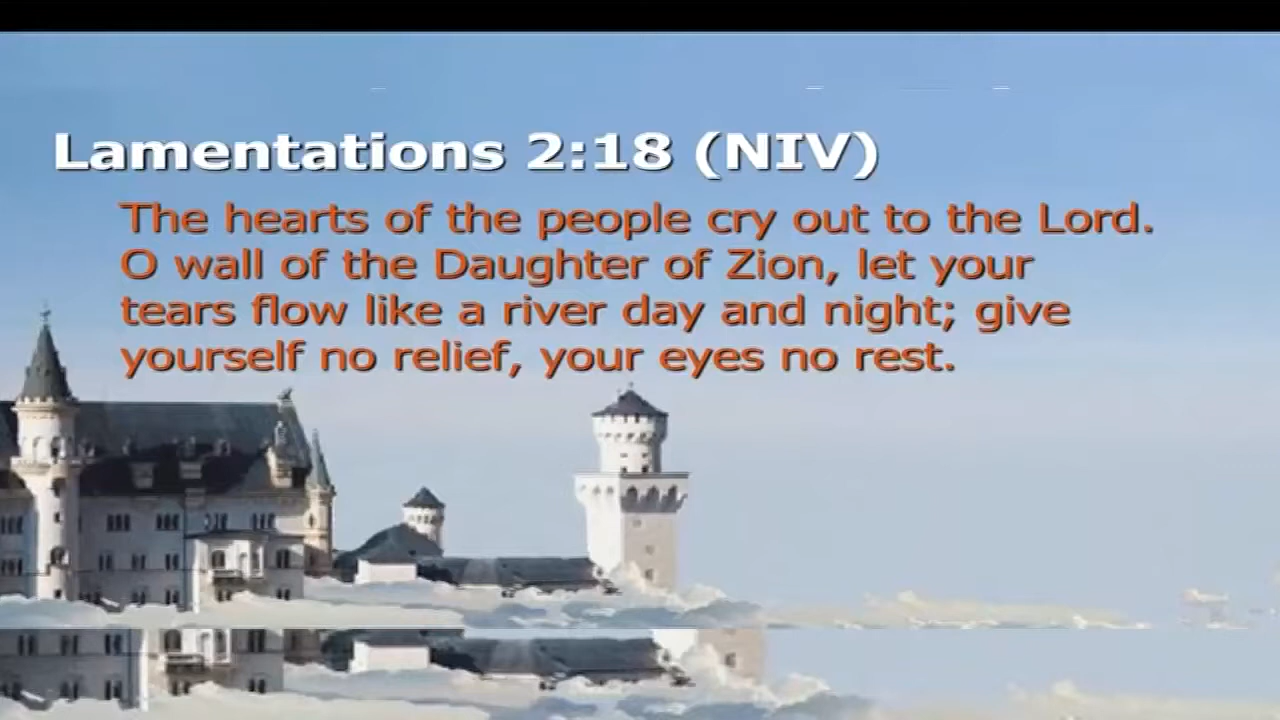 Lamentations 2:18 (NIV)
The hearts of the people cry out to the Lord.
O wall of the Daughter of Zion, let your
tears flow like a river day and night; give
yourself no relief, your eyes no rest.